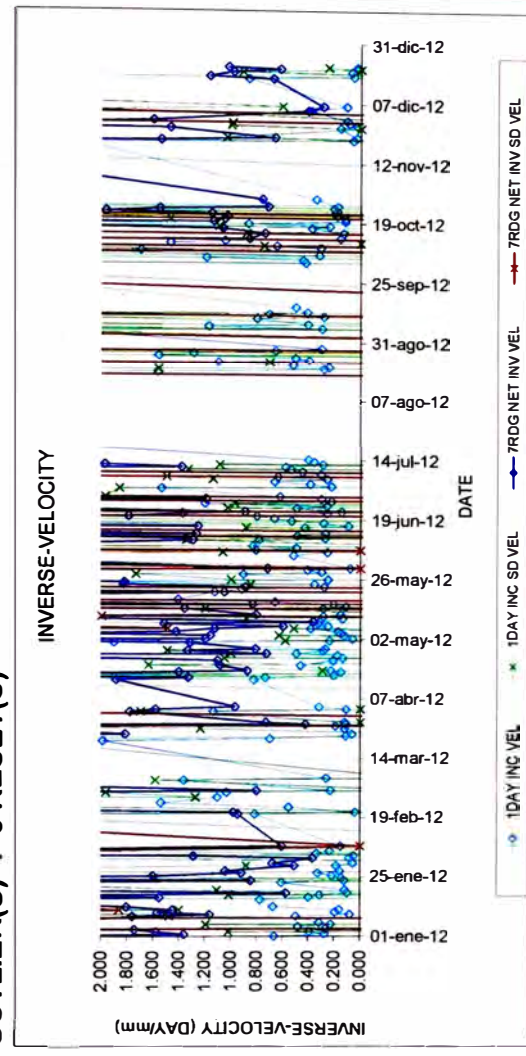 INVERSE-VELOCITY
INVERSE-VELOCITY (DAY/mm)
2.000
1.800
1.600
1.400
1.200
1.000
0.800
0.600
0.400
0.200
0.000
01-ene-12 25-ene-12 19-feb-12 14-mar-12 07-abr-12 02-may-12 26-may-12 19-jun-12 14-jul-12 07-ago-12 31-ago-12 25-sep-12 19-oct-12 12-nov-12 07-dic-12 31-dic-12
DATE
1DAY INC VEL 1DAY INC SD VEL 7RDG NET INV VEL 7RDG NET INV SD VEL